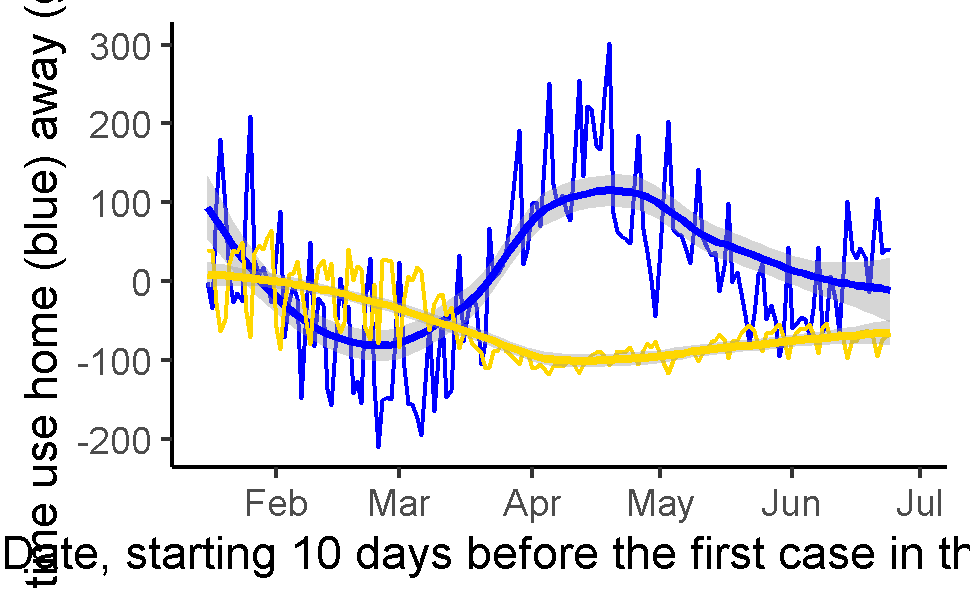 time use home (blue) away (
300
200
100
0
-100
-200
Feb Mar Apr May Jun Jul
Date, starting 10 days before the first case in th